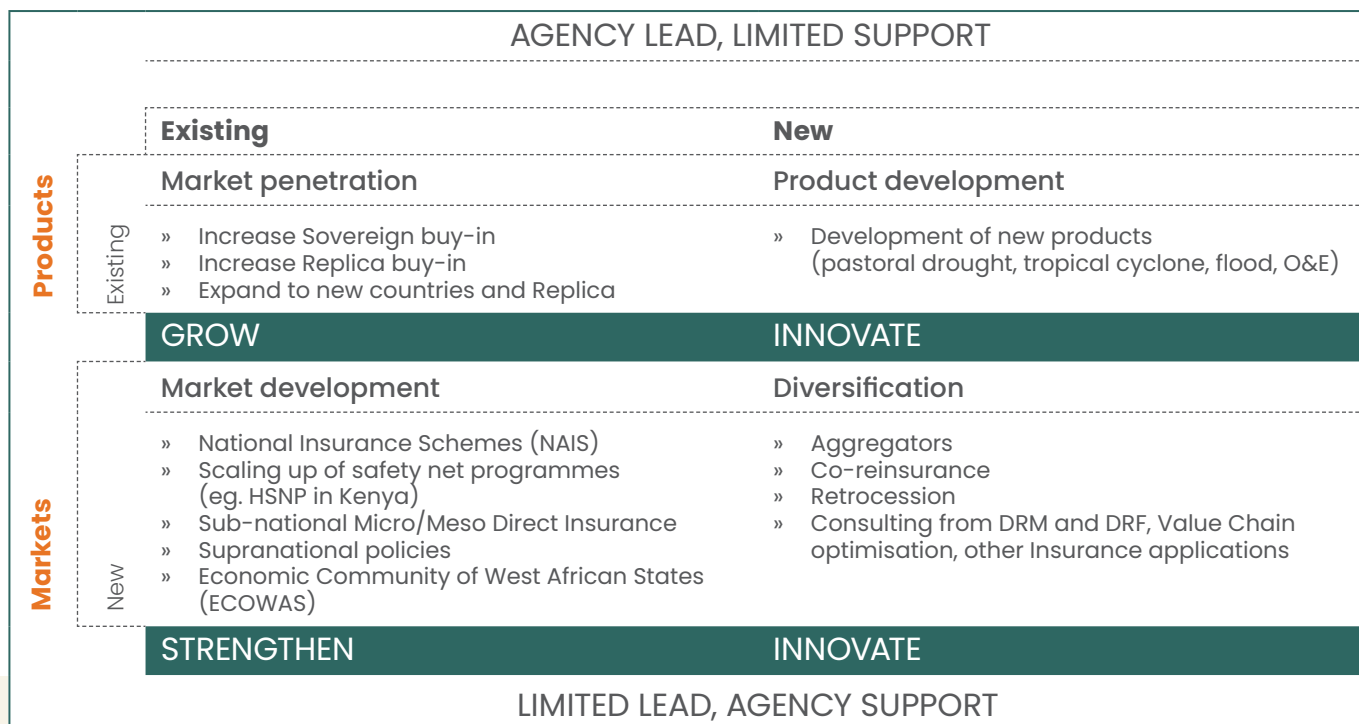 AGENCY LEAD, LIMITED SUPPORT
Existing
New
Products
Existing
Market penetration
Product development
» Increase Sovereign buy-in
» Increase Replica buy-in
» Expand to new countries and Replica
» Development of new products
(pastoral drought, tropical cyclone, flood, O&E)
GROW
INNOVATE
Markets
New
Market development
Diversification
» National Insurance Schemes (NAIS)
» Scaling up of safety net programmes
(eg. HSNP in Kenya)
» Sub-national Micro/Meso Direct Insurance
» Supranational policies
» Economic Community of West African States
(ECOWAS)
» Aggregators
» Co-reinsurance
» Retrocession
» Consulting from DRM and DRF, Value Chain
optimisation, other Insurance applications
STRENGTHEN
INNOVATE
LIMITED LEAD, AGENCY SUPPORT